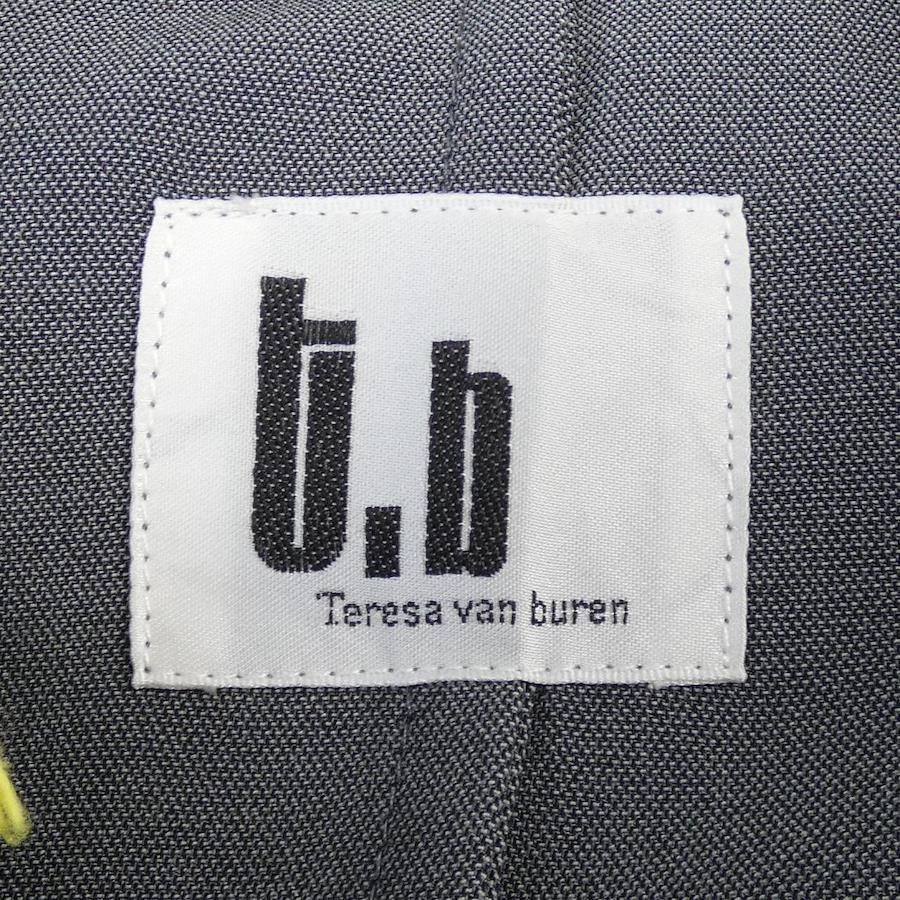 t.b
Teresa van buren